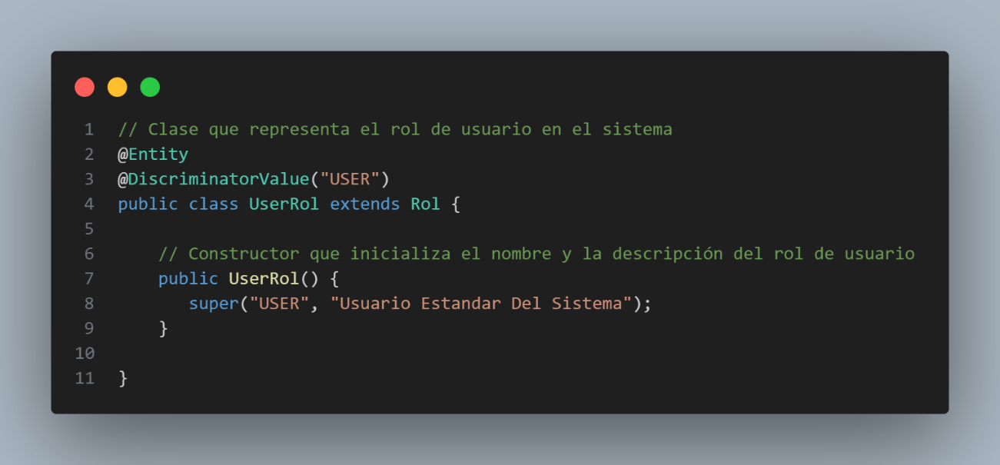 1 // Clase que representa el rol de usuario en el sistema
2 @Entity
3 @DiscriminatorValue("USER")
4 public class UserRol extends Rol {
5
6     // Constructor que inicializa el nombre y la descripción del rol de usuario
7     public UserRol() {
8        super("USER", "Usuario Estandar Del Sistema");
9     }
10
11 }